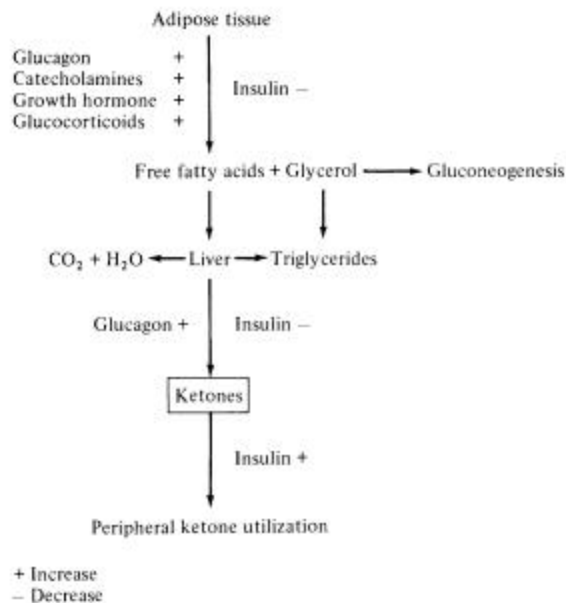 Adipose tissue
Glucagon +
Catecholamines +
Growth hormone +
Glucocorticoids +
Insulin −
Free fatty acids + Glycerol → Gluconeogenesis
CO₂ + H₂O ← Liver → Triglycerides
Glucagon + Insulin −
Ketones
Insulin +
Peripheral ketone utilization
+ Increase
− Decrease